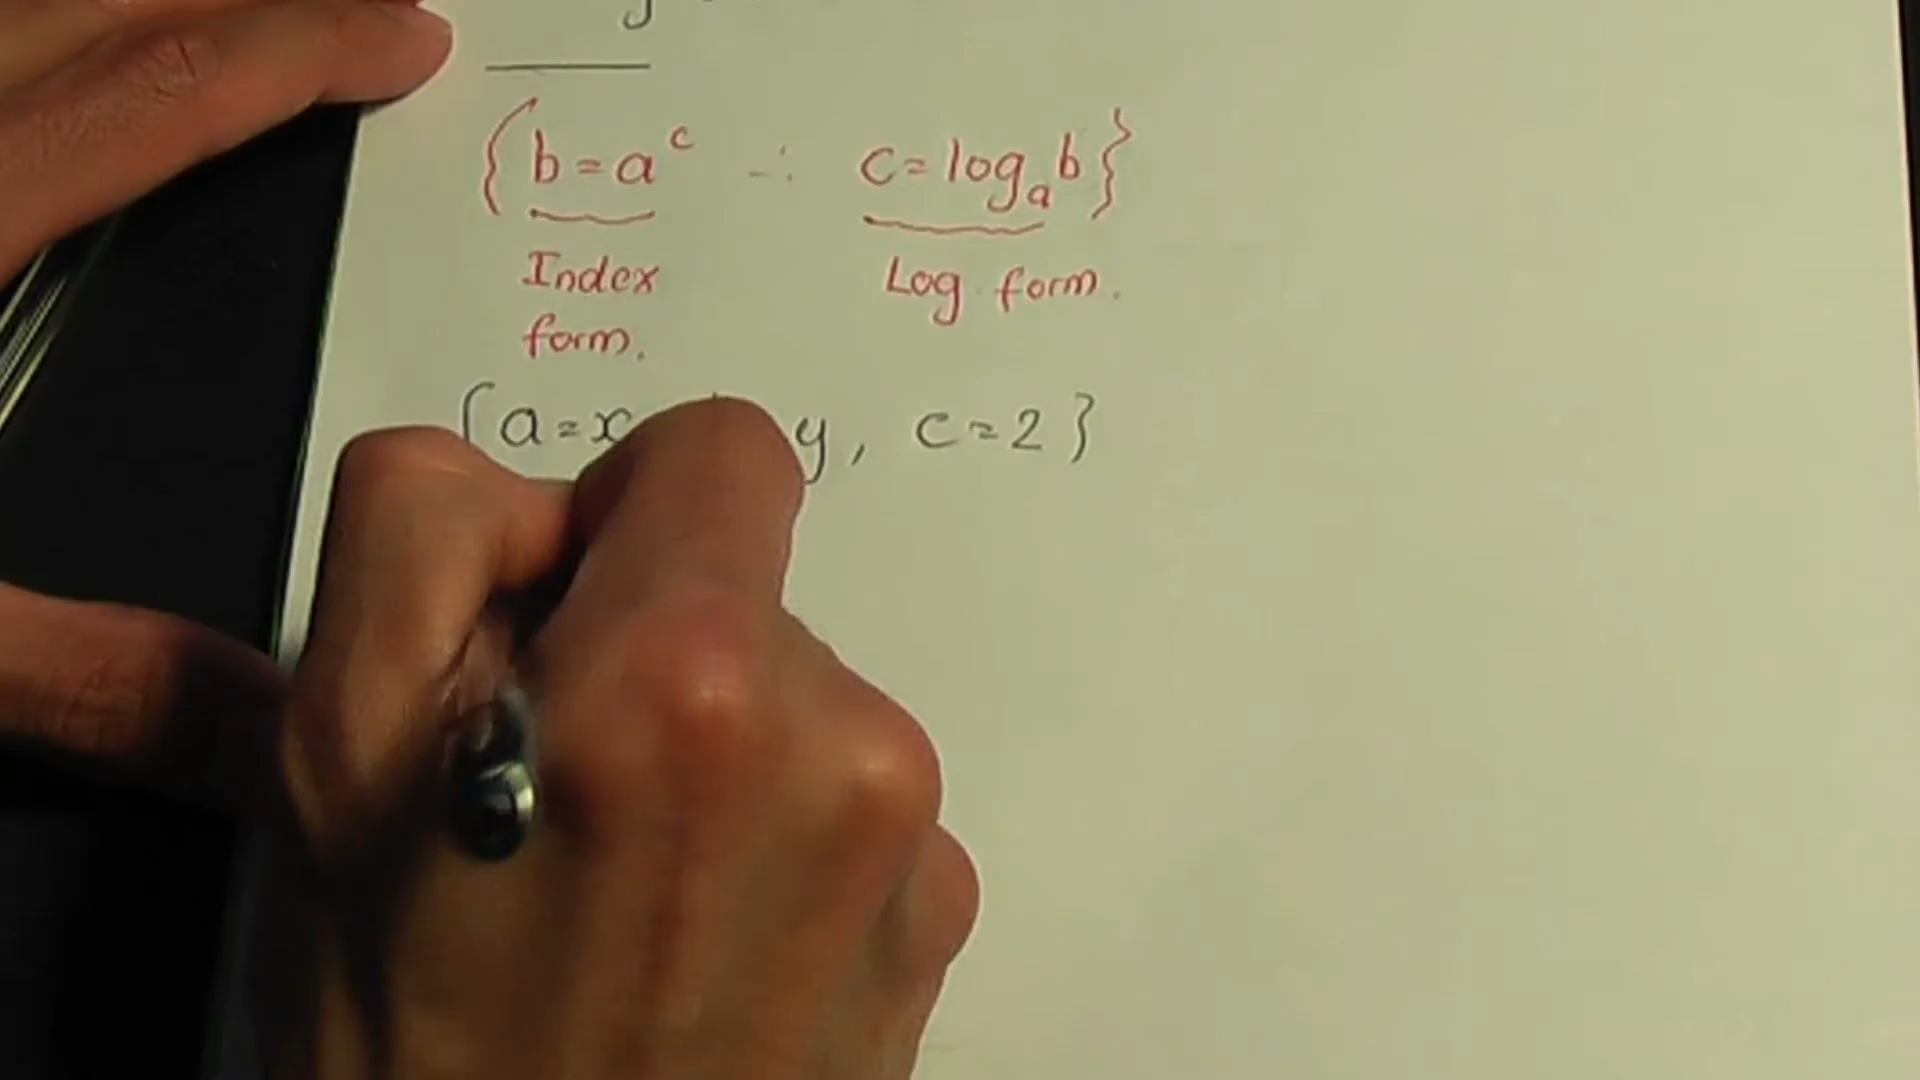 {b=a^c ∴ c=log_a b}
Index Log form.
form.
{a=x y, c=2}